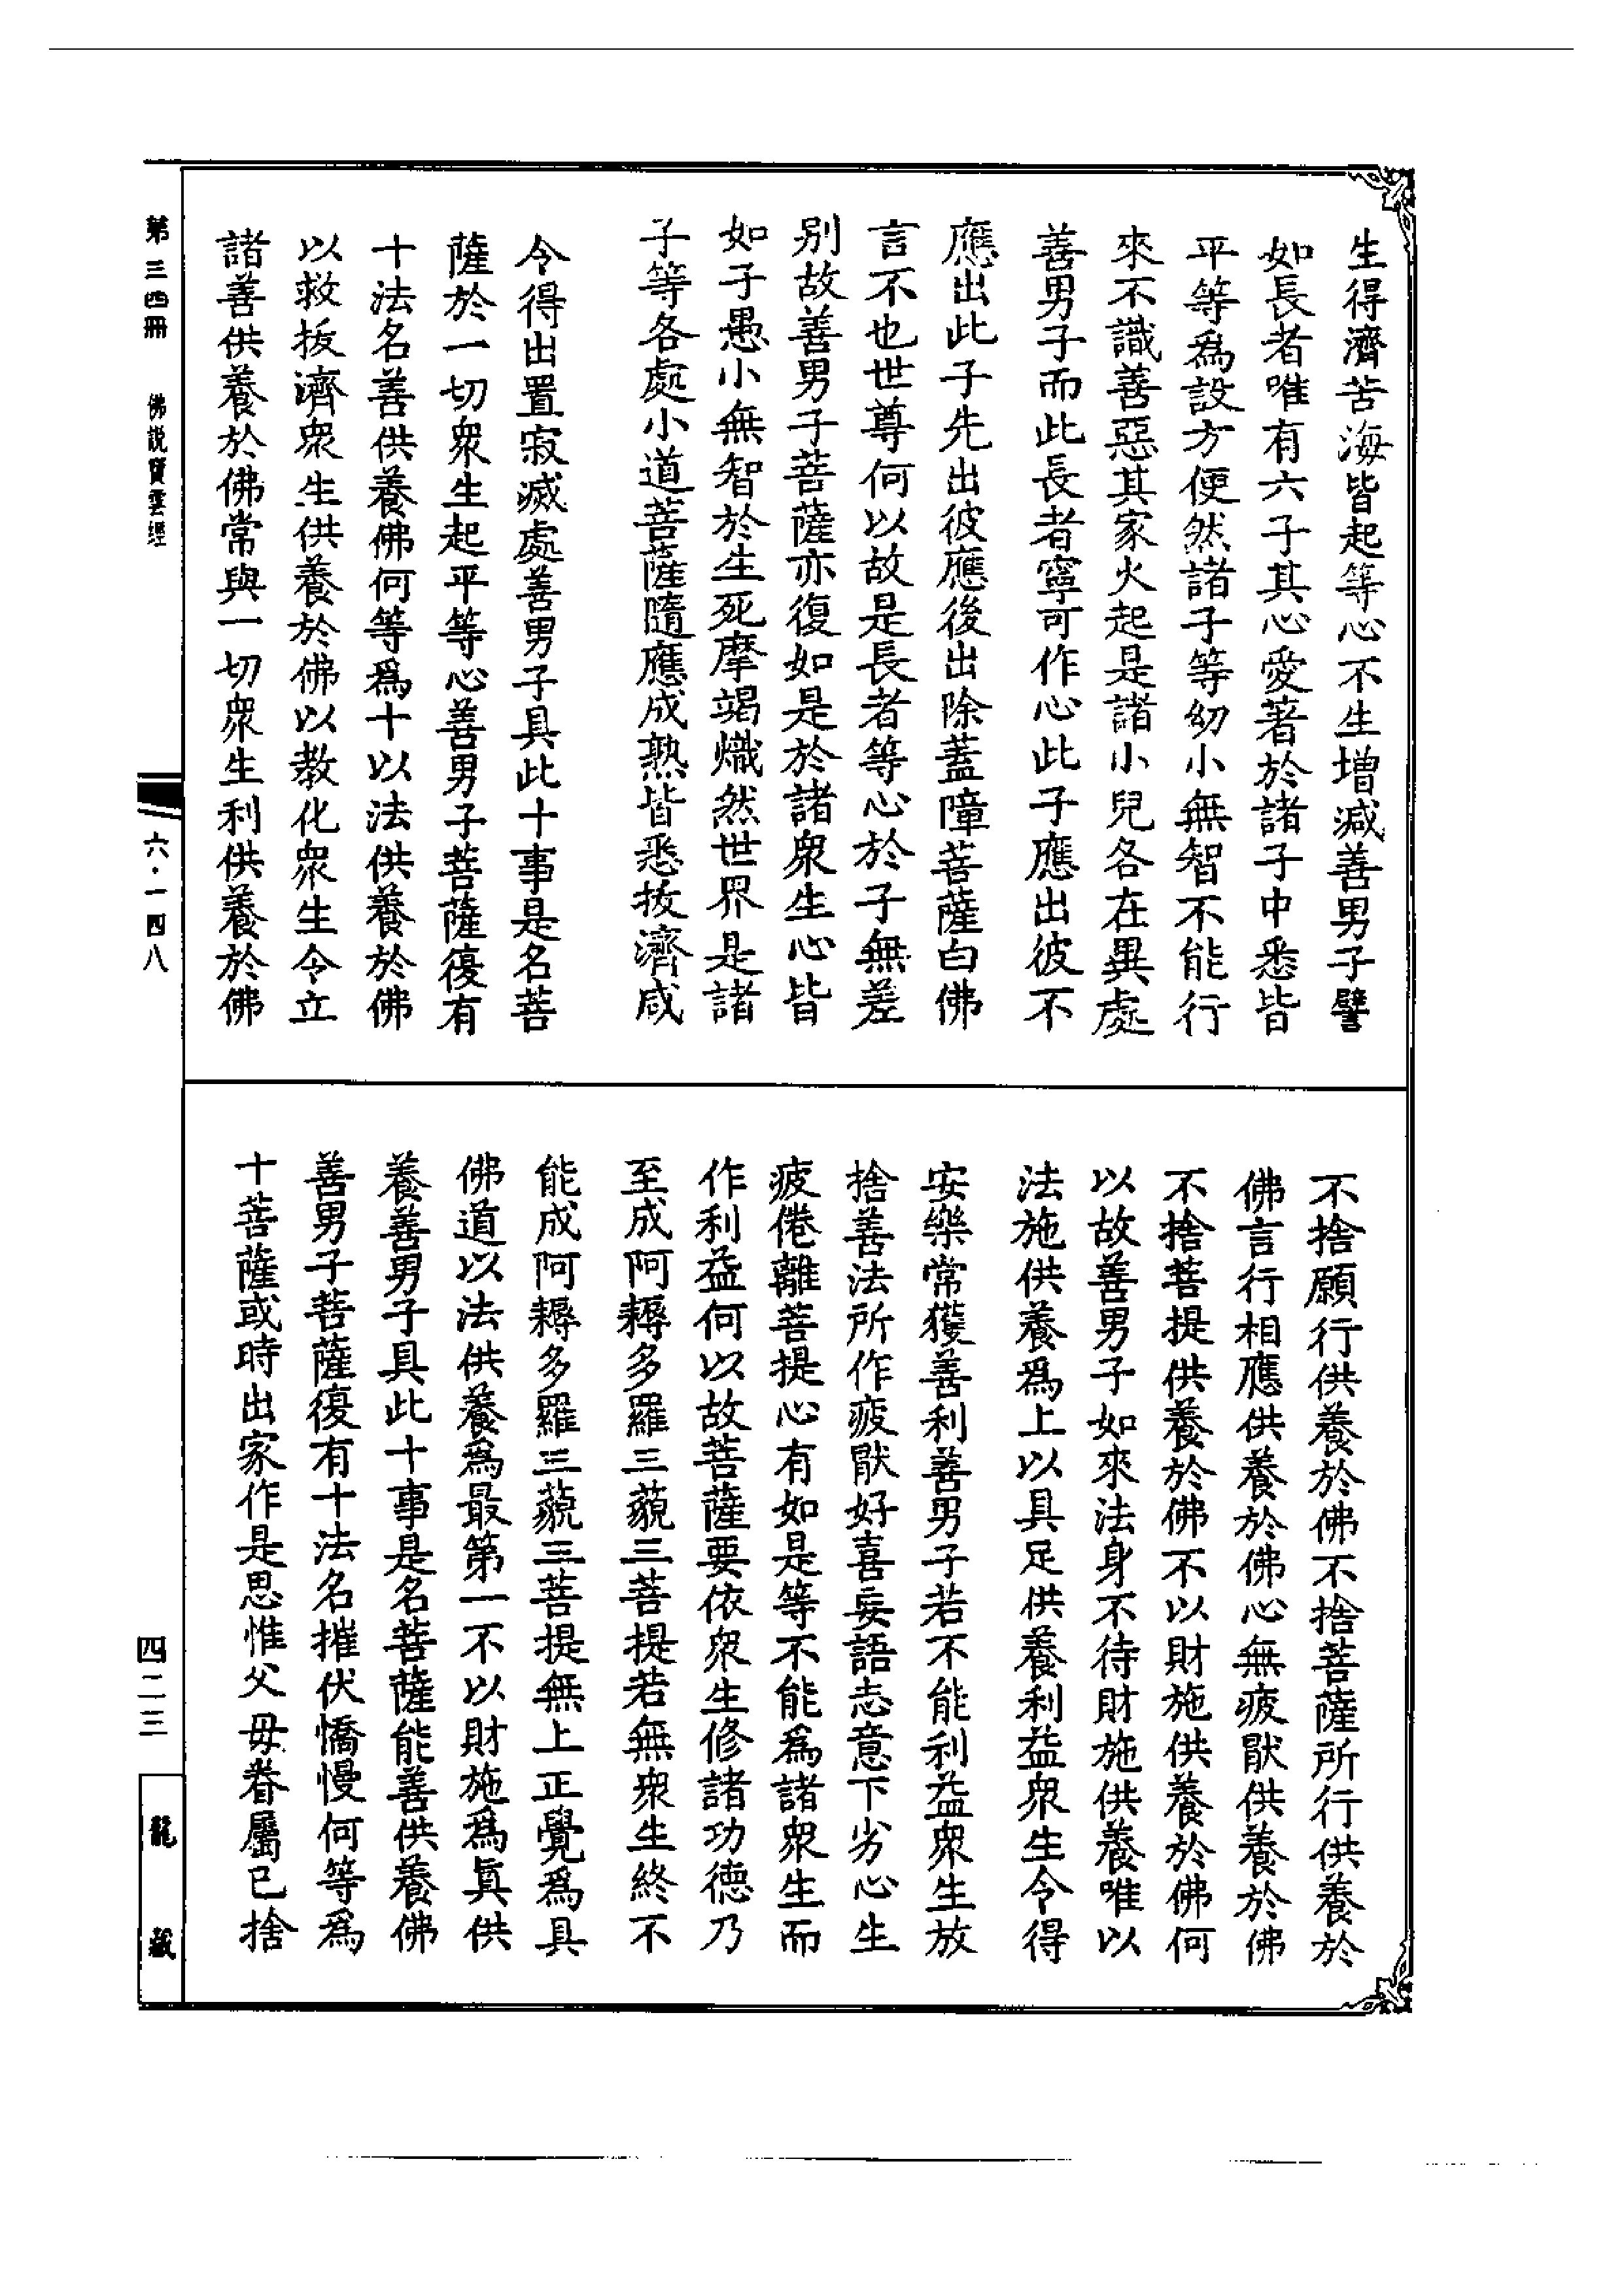 生得濟苦海皆起等心不生增減善男子譬
如長者唯有六子其心愛著於諸子中悉皆
平等為設方便然諸子等幼小無智不能行
來不識善惡其家火起是諸小兒各在異處
善男子而此長者寧可作心此子應出彼不
應出此子先出彼應後出除蓋障菩薩白佛
言不也世尊何以故是長者等心於子無差
別故善男子菩薩亦復如是於諸眾生心皆
如子愚小無智於生死摩竭熾然世界是諸
子等各處小道菩薩隨應成熟皆悉拔濟咸
令得出置寂滅處善男子具此十事是名菩
薩於一切眾生起平等心善男子菩薩復有
十法名善供養佛何等為十以法供養於佛
以救拔濟眾生供養於佛以教化眾生令立
諸善供養於佛常與一切眾生利供養於佛
不捨願行供養於佛不捨菩薩所行供養於
佛言行相應供養於佛心無疲猒供養於佛
不捨菩提供養於佛不以財施供養於佛何
以故善男子如來法身不待財施供養唯以
法施供養為上以具足供養利益眾生令得
安樂常獲善利善男子若不能利益眾生放
捨善法所作疲猒好喜妄語志意下劣心生
疲倦離菩提心有如是等不能為諸眾生而
作利益何以故菩薩要依眾生修諸功德乃
至成阿耨多羅三藐三菩提若無眾生終不
能成阿耨多羅三藐三菩提無上正覺為具
佛道以法供養為最第一不以財施為真供
養善男子具此十事是名菩薩能善供養佛
善男子菩薩復有十法名摧伏憍慢何等為
十菩薩或時出家作是思惟父母眷屬已捨
第三四冊 佛說寶雲經 六·一四八 四二三 龍藏